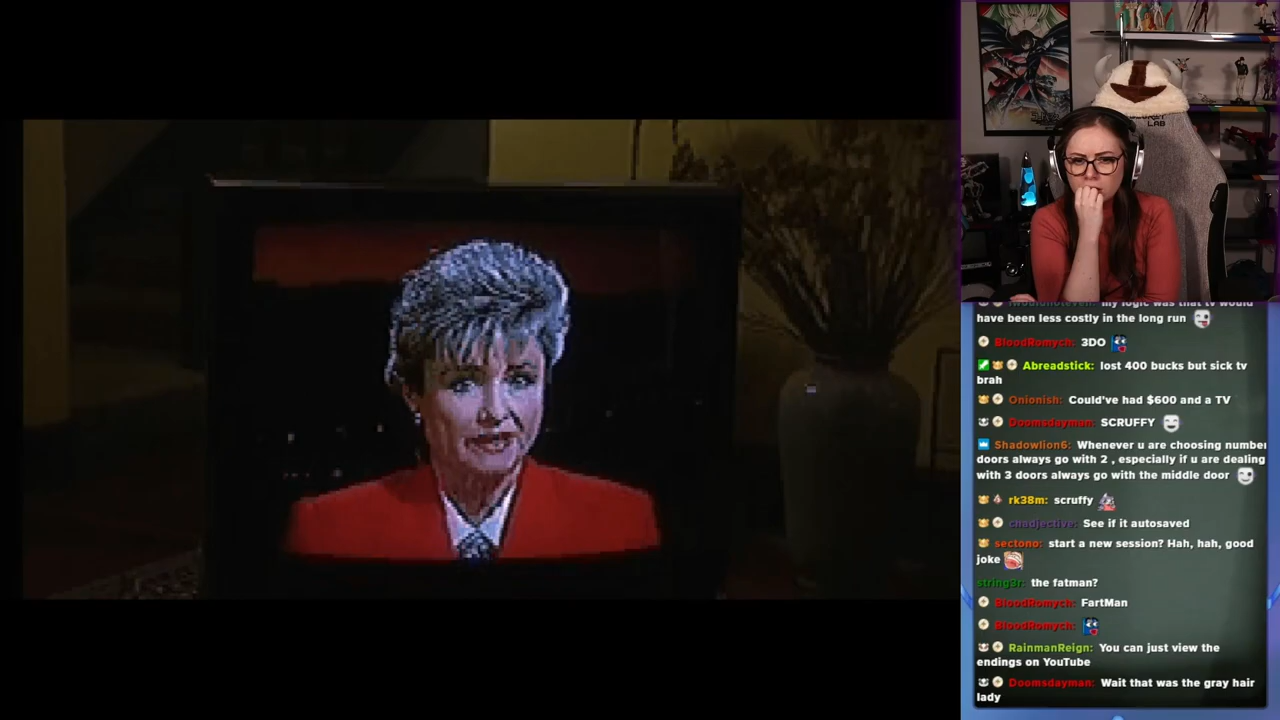 LAB
my logic was that tv would
have been less costly in the long run
BloodRomych: 3DO
Abreadstick: lost 400 bucks but sick tv
brah
Onionish: Could've had $600 and a TV
Doomsdayman: SCRUFFY
Shadowlion6: Whenever u are choosing number
doors always go with 2 , especially if u are dealing
with 3 doors always go with the middle door
rk38m: scruffy
cnadjective: See if it autosaved
sectono: start a new session? Hah, hah, good
joke
string8r: the fatman?
BloodRomych: FartMan
BloodRomych:
RainmanReign: You can just view the
endings on YouTube
Doomsdayman: Wait that was the gray hair
lady